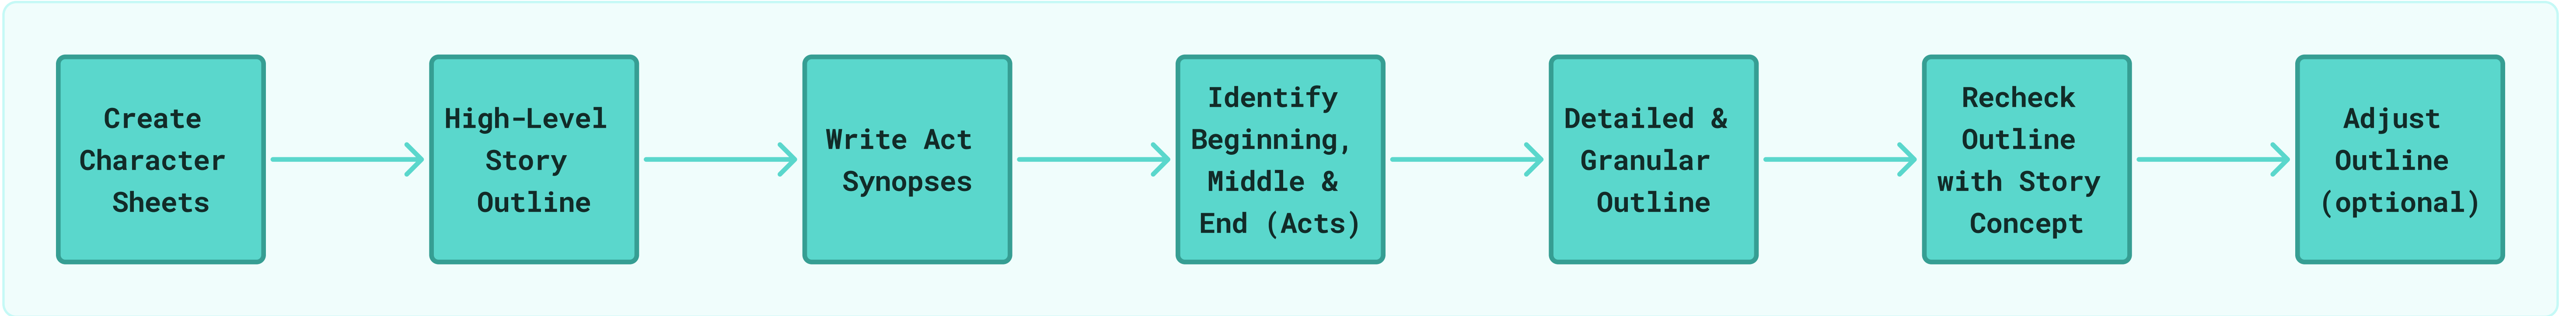 Create
Character
Sheets
High-Level
Story
Outline
Write Act
Synopses
Identify
Beginning,
Middle &
End (Acts)
Detailed &
Granular
Outline
Recheck
Outline
with Story
Concept
Adjust
Outline
(optional)